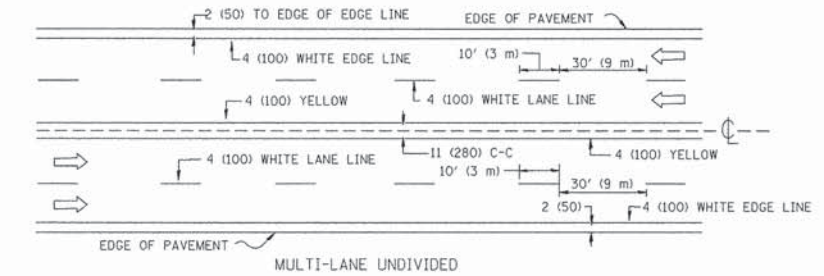 2 (50) TO EDGE OF EDGE LINE
EDGE OF PAVEMENT
4 (100) WHITE EDGE LINE
10' (3 m)
30' (9 m)
4 (100) YELLOW
4 (100) WHITE LANE LINE
℄
4 (100) WHITE LANE LINE
11 (280) C-C
4 (100) YELLOW
10' (3 m)
30' (9 m)
2 (50)
4 (100) WHITE EDGE LINE
EDGE OF PAVEMENT
MULTI-LANE UNDIVIDED